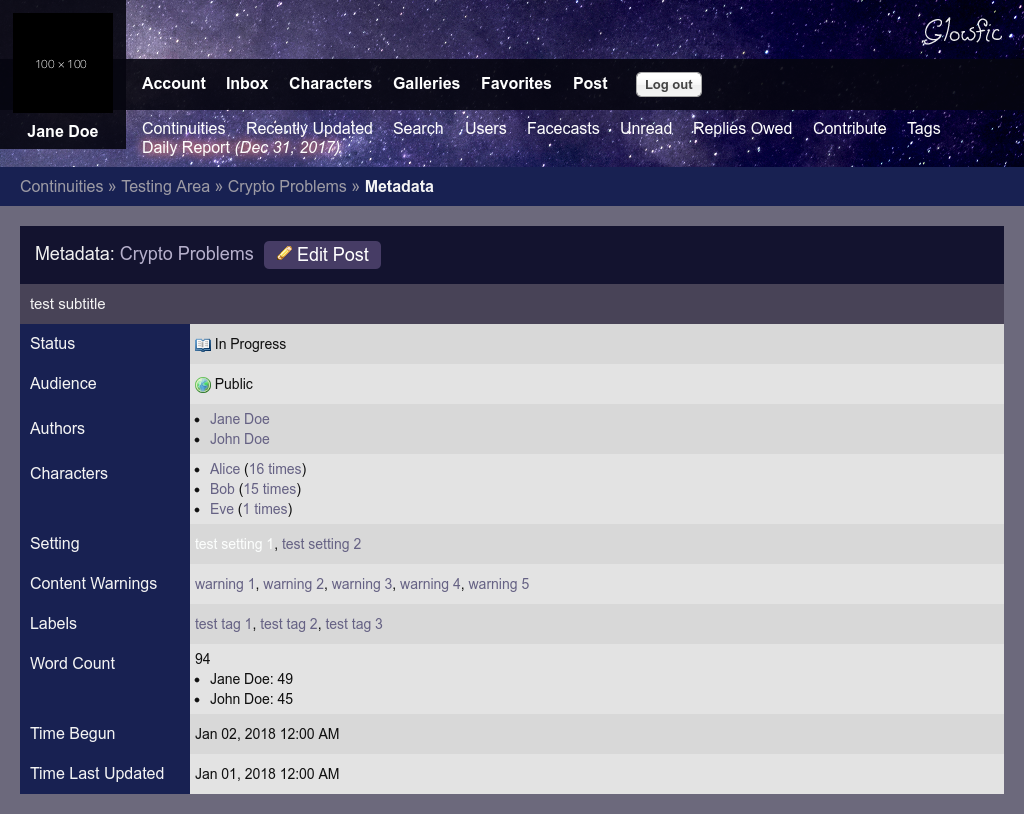 Glowfic
100 × 100
Account Inbox Characters Galleries Favorites Post Log out
Jane Doe
Continuities Recently Updated Search Users Facecasts Unread Replies Owed Contribute Tags
Daily Report (Dec 31, 2017)
Continuities » Testing Area » Crypto Problems » Metadata
Metadata: Crypto Problems Edit Post
test subtitle
Status In Progress
Audience Public
Authors
• Jane Doe
• John Doe
Characters
• Alice (16 times)
• Bob (15 times)
• Eve (1 times)
Setting test setting 1, test setting 2
Content Warnings warning 1, warning 2, warning 3, warning 4, warning 5
Labels test tag 1, test tag 2, test tag 3
Word Count 94
• Jane Doe: 49
• John Doe: 45
Time Begun Jan 02, 2018 12:00 AM
Time Last Updated Jan 01, 2018 12:00 AM